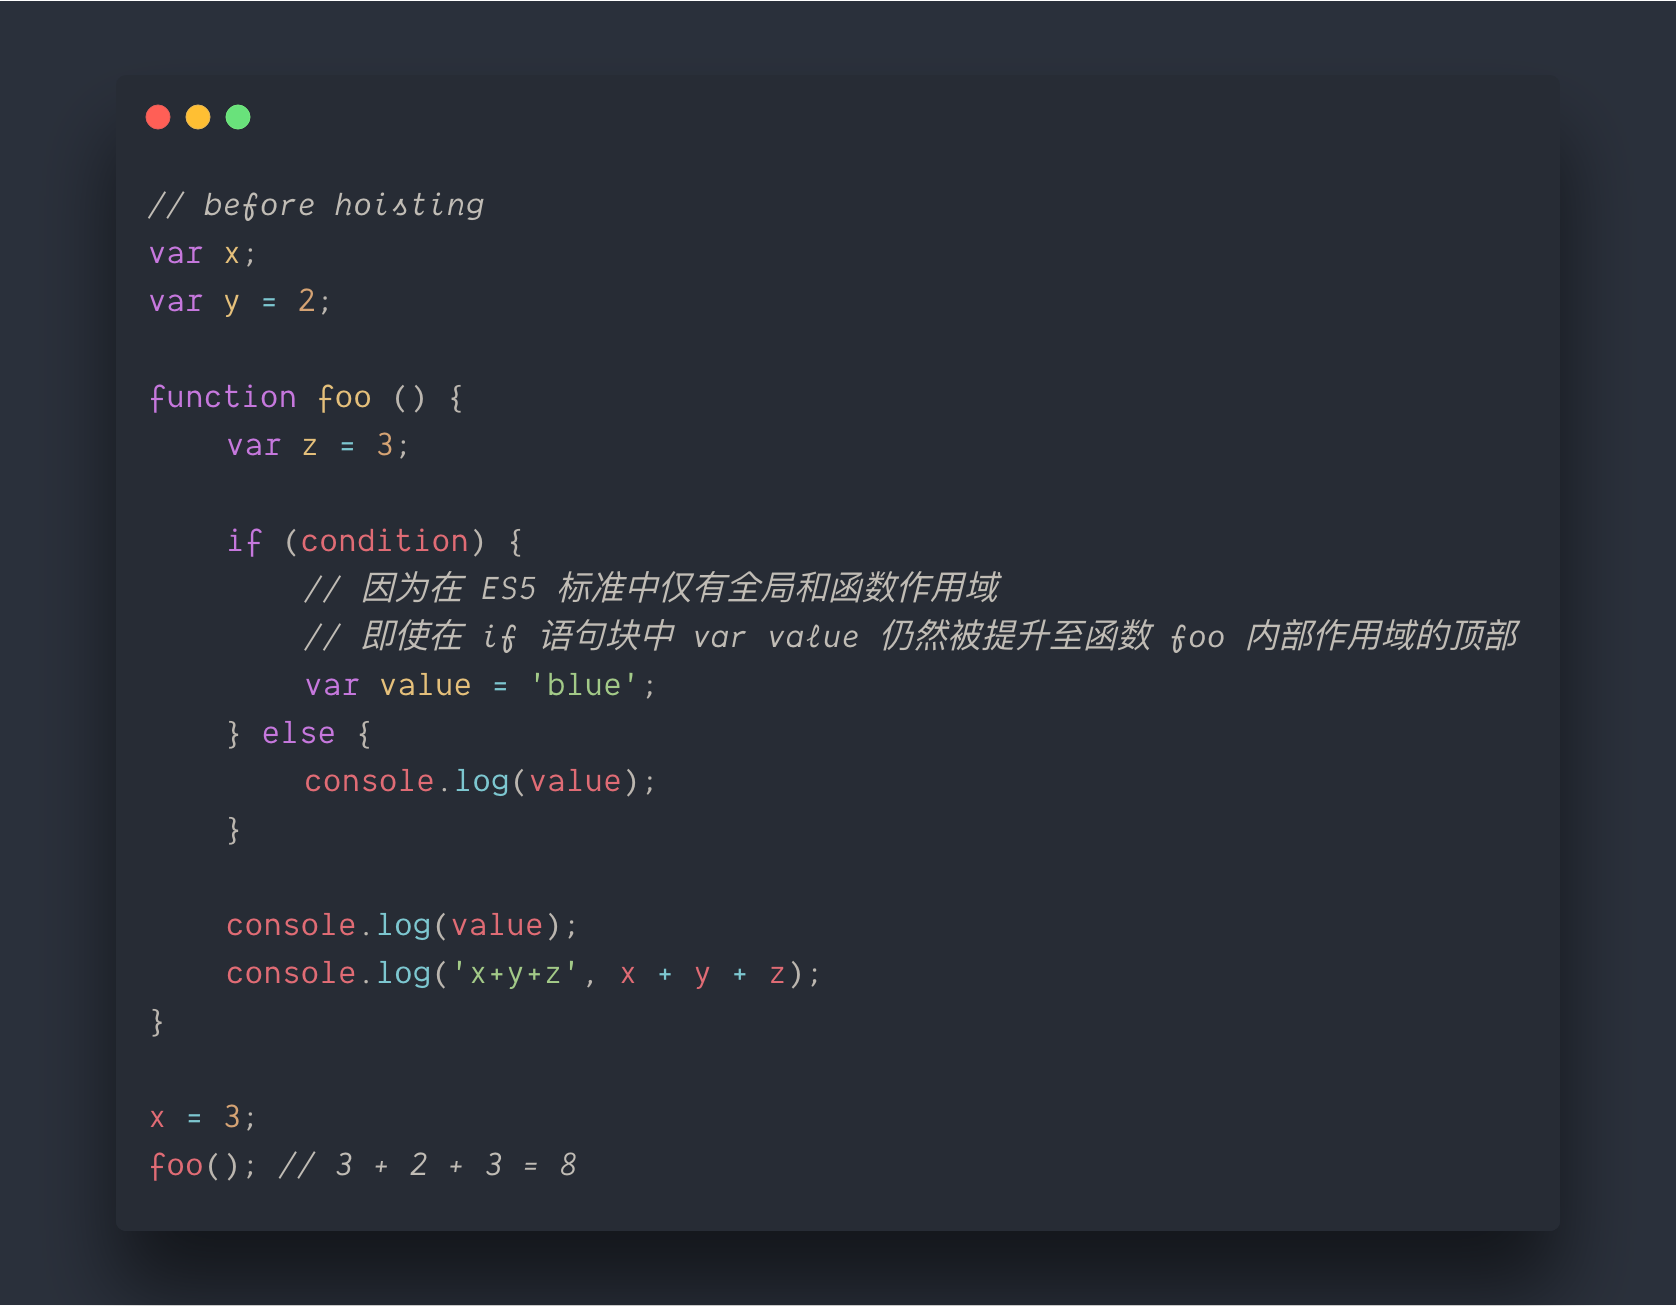 // before hoisting
var x;
var y = 2;
function foo () {
var z = 3;
if (condition) {
// 因为在 ES5 标准中仅有全局和函数作用域
// 即使在 if 语句块中 var value 仍然被提升至函数 foo 内部作用域的顶部
var value = 'blue';
} else {
console.log(value);
}
console.log(value);
console.log('x+y+z', x + y + z);
}
x = 3;
foo(); // 3 + 2 + 3 = 8